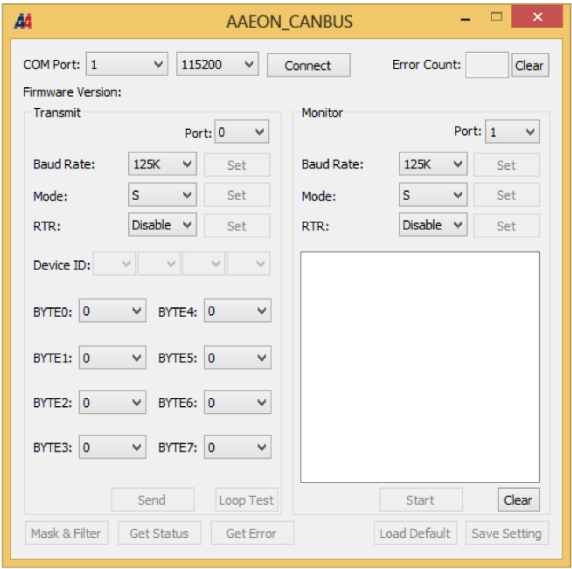 AAEON_CANBUS
COM Port: 1 115200 Connect Error Count: Clear
Firmware Version:
Transmit
Port: 0
Baud Rate: 125K Set
Mode: S Set
RTR: Disable Set
Device ID:
BYTE0: 0 BYTE4: 0
BYTE1: 0 BYTE5: 0
BYTE2: 0 BYTE6: 0
BYTE3: 0 BYTE7: 0
Send Loop Test
Monitor
Port: 1
Baud Rate: 125K Set
Mode: S Set
RTR: Disable Set
Start Clear
Mask & Filter Get Status Get Error Load Default Save Setting